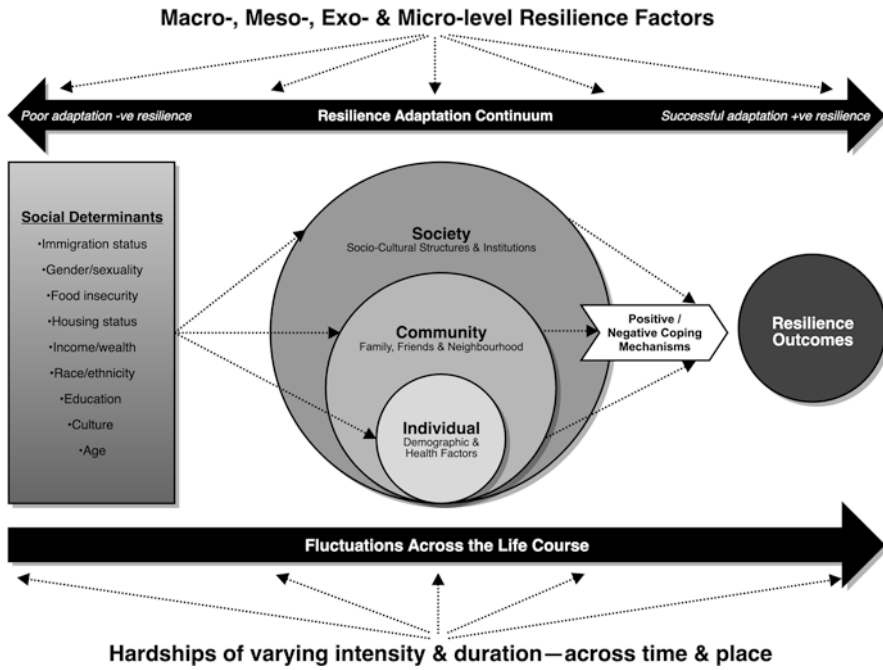 Macro-, Meso-, Exo- & Micro-level Resilience Factors
Poor adaptation -ve resilience
Resilience Adaptation Continuum
Successful adaptation +ve resilience
Social Determinants
•Immigration status
•Gender/sexuality
•Food insecurity
•Housing status
•Income/wealth
•Race/ethnicity
•Education
•Culture
•Age
Society
Socio-Cultural Structures & Institutions
Community
Family, Friends & Neighbourhood
Individual
Demographic &
Health Factors
Positive /
Negative Coping
Mechanisms
Resilience
Outcomes
Fluctuations Across the Life Course
Hardships of varying intensity & duration—across time & place